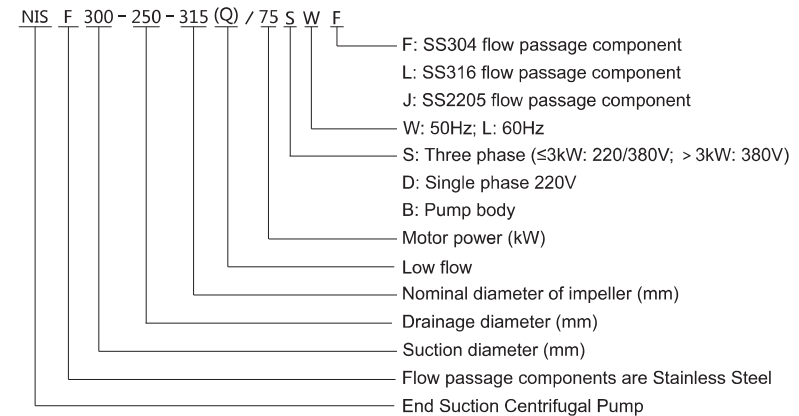 NIS F 300-250-315(Q)/75 S W F
F: SS304 flow passage component
L: SS316 flow passage component
J: SS2205 flow passage component
W: 50Hz; L: 60Hz
S: Three phase (≤3kW: 220/380V; >3kW: 380V)
D: Single phase 220V
B: Pump body
Motor power (kW)
Low flow
Nominal diameter of impeller (mm)
Drainage diameter (mm)
Suction diameter (mm)
Flow passage components are Stainless Steel
End Suction Centrifugal Pump